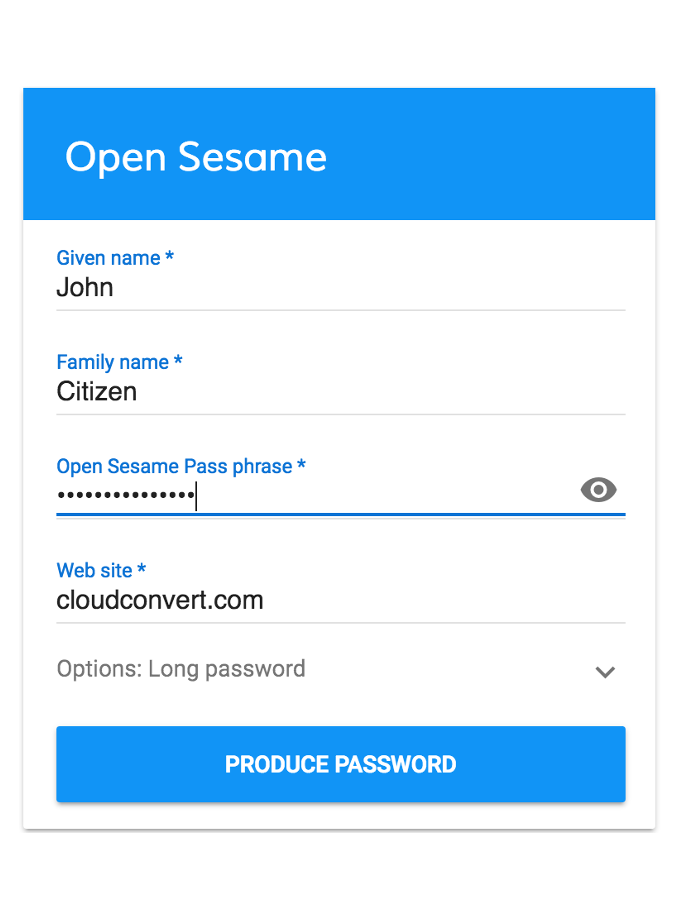 Open Sesame
Given name *
John
Family name *
Citizen
Open Sesame Pass phrase *
•••••••••••••••
Web site *
cloudconvert.com
Options: Long password
PRODUCE PASSWORD